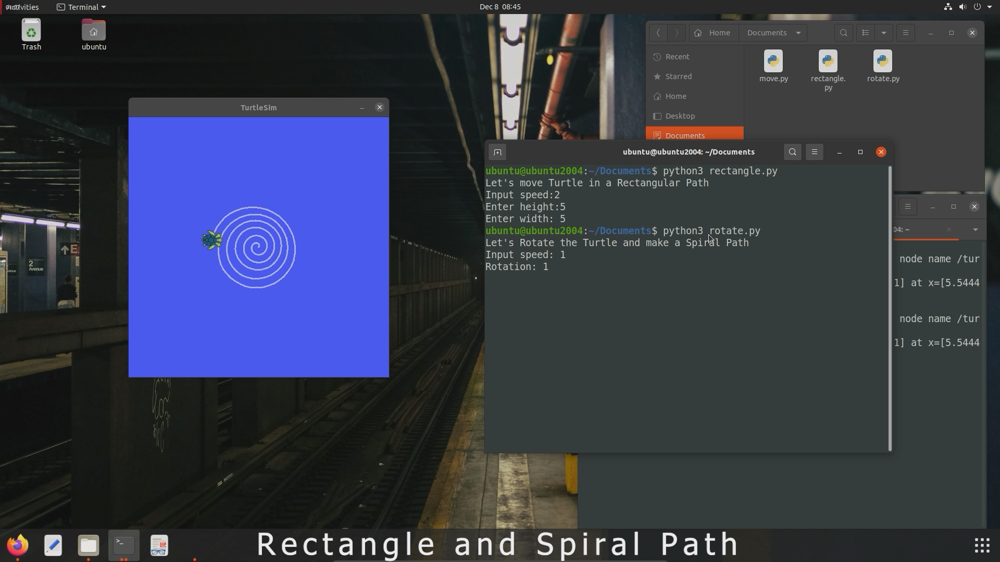 Activities
Terminal
Dec 8 08:45
Trash
ubuntu
Home
Documents
Recent
Starred
Home
Desktop
Documents
move.py
rectangle.
py
rotate.py
TurtleSim
2
Avenue
E
ubuntu@ubuntu2004: ~/Documents
ubuntu@ubuntu2004:~/Documents$ python3 rectangle.py
Let's move Turtle in a Rectangular Path
Input speed:2
Enter height:5
Enter width: 5
ubuntu@ubuntu2004:~/Documents$ python3 rotate.py
Let's Rotate the Turtle and make a Spiral Path
Input speed: 1
Rotation: 1
04: ~
node name /tur
1] at x=[5.5444
node name /tur
1] at x=[5.5444
Rectangle and Spiral Path